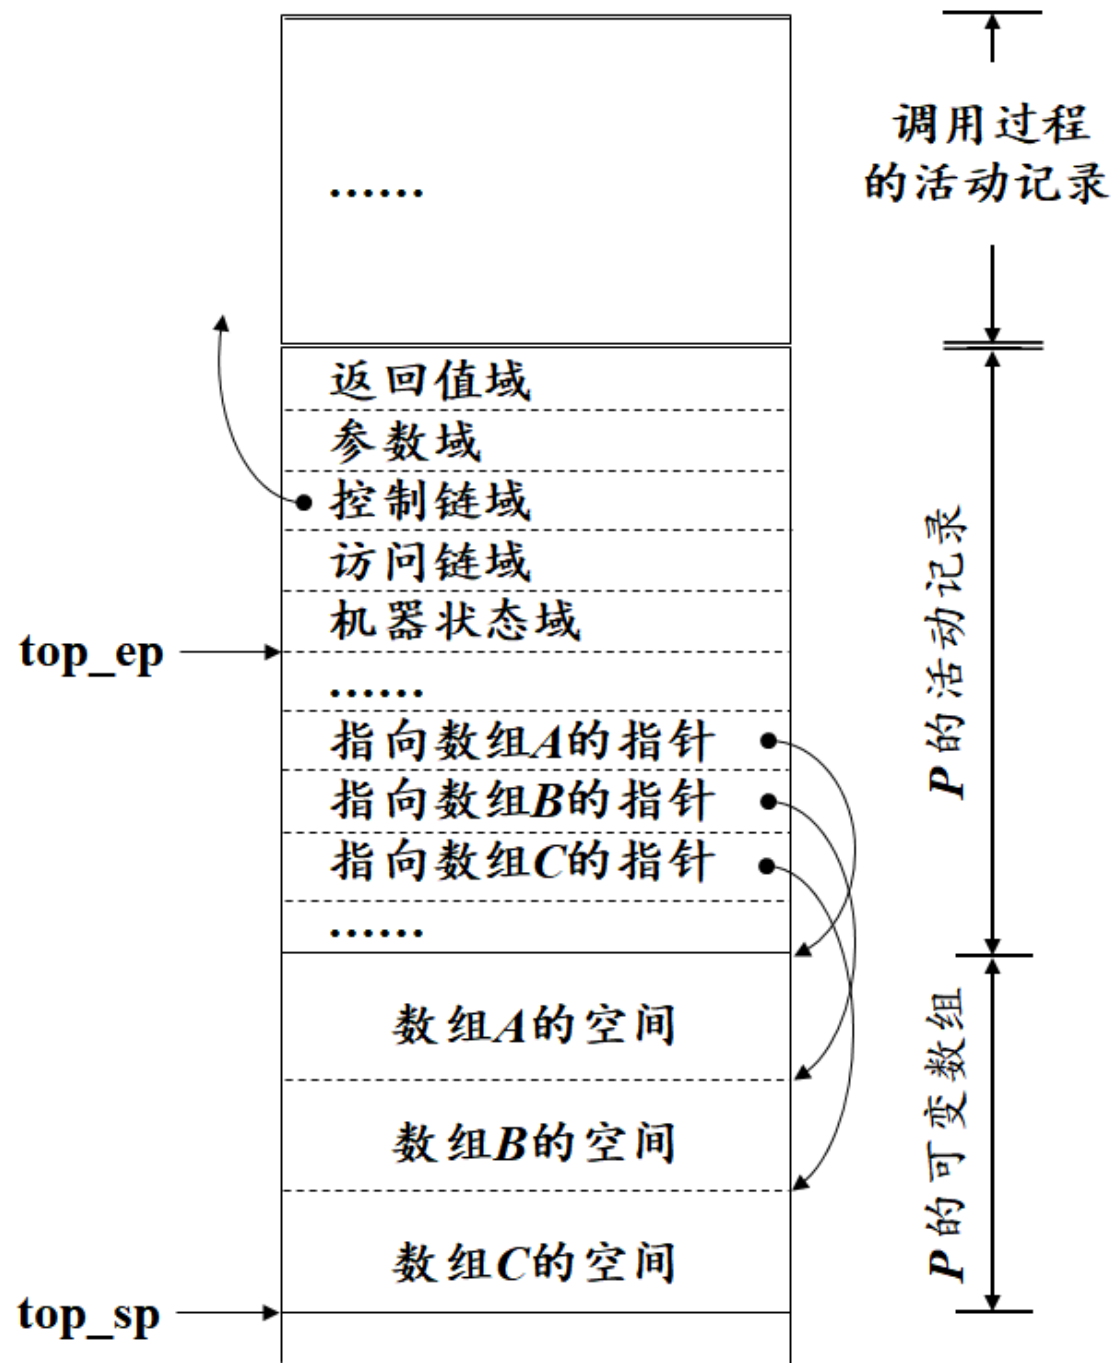 调用过程
的活动记录
......
返回值域
参数域
控制链域
访问链域
机器状态域
top_ep
......
指向数组A的指针
指向数组B的指针
指向数组C的指针
......
P的活动记录
数组A的空间
数组B的空间
数组C的空间
P的可变数组
top_sp